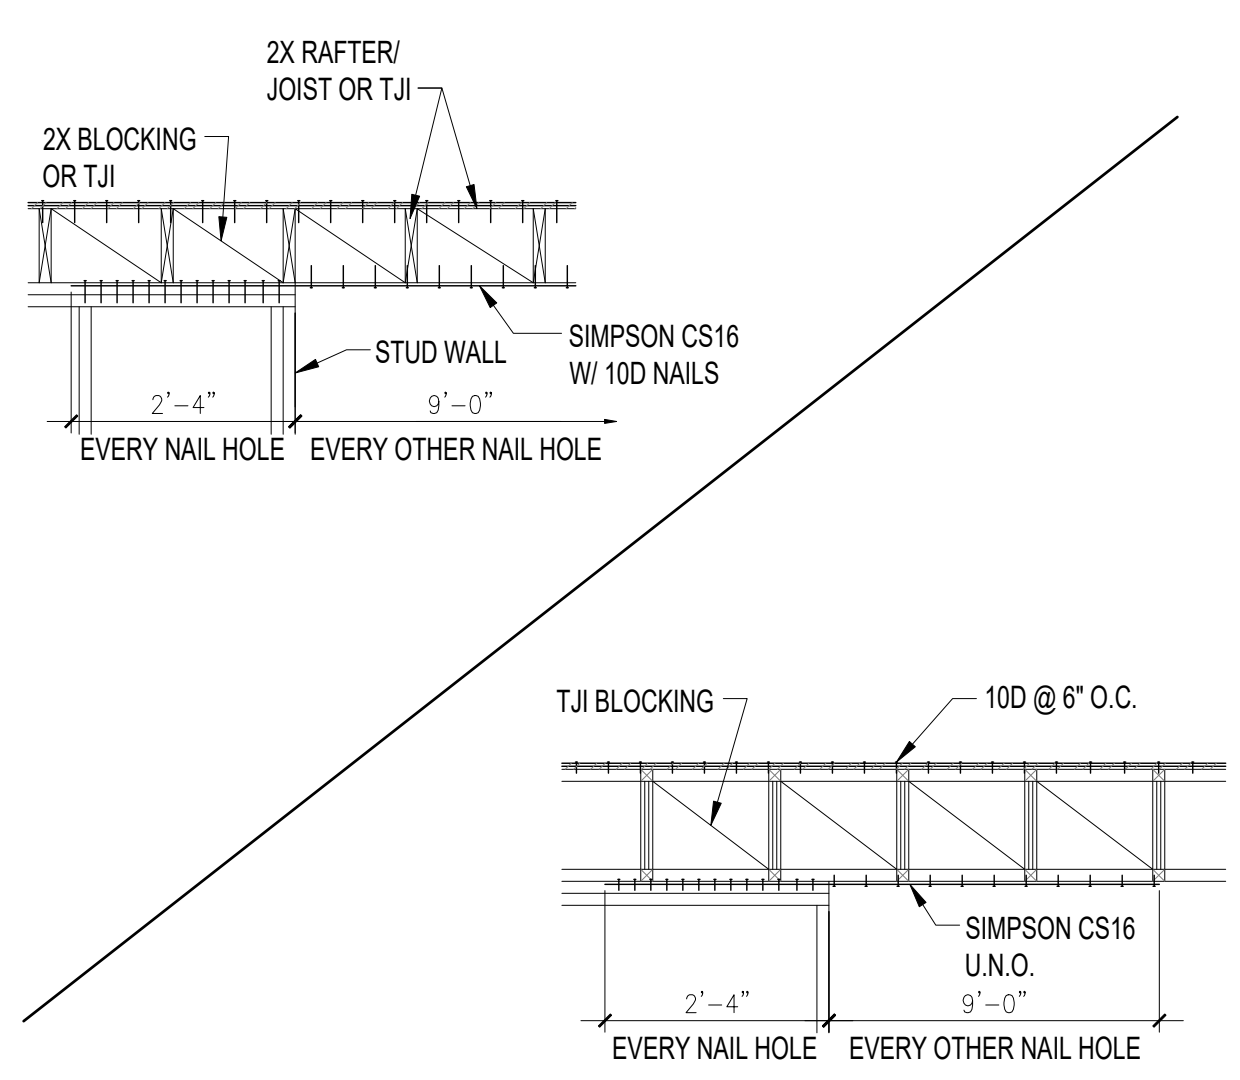 2X RAFTER/
JOIST OR TJI
2X BLOCKING
OR TJI
SIMPSON CS16
W/ 10D NAILS
STUD WALL
2'-4"
9'-0"
EVERY NAIL HOLE
EVERY OTHER NAIL HOLE
TJI BLOCKING
10D @ 6" O.C.
SIMPSON CS16
U.N.O.
2'-4"
9'-0"
EVERY NAIL HOLE
EVERY OTHER NAIL HOLE